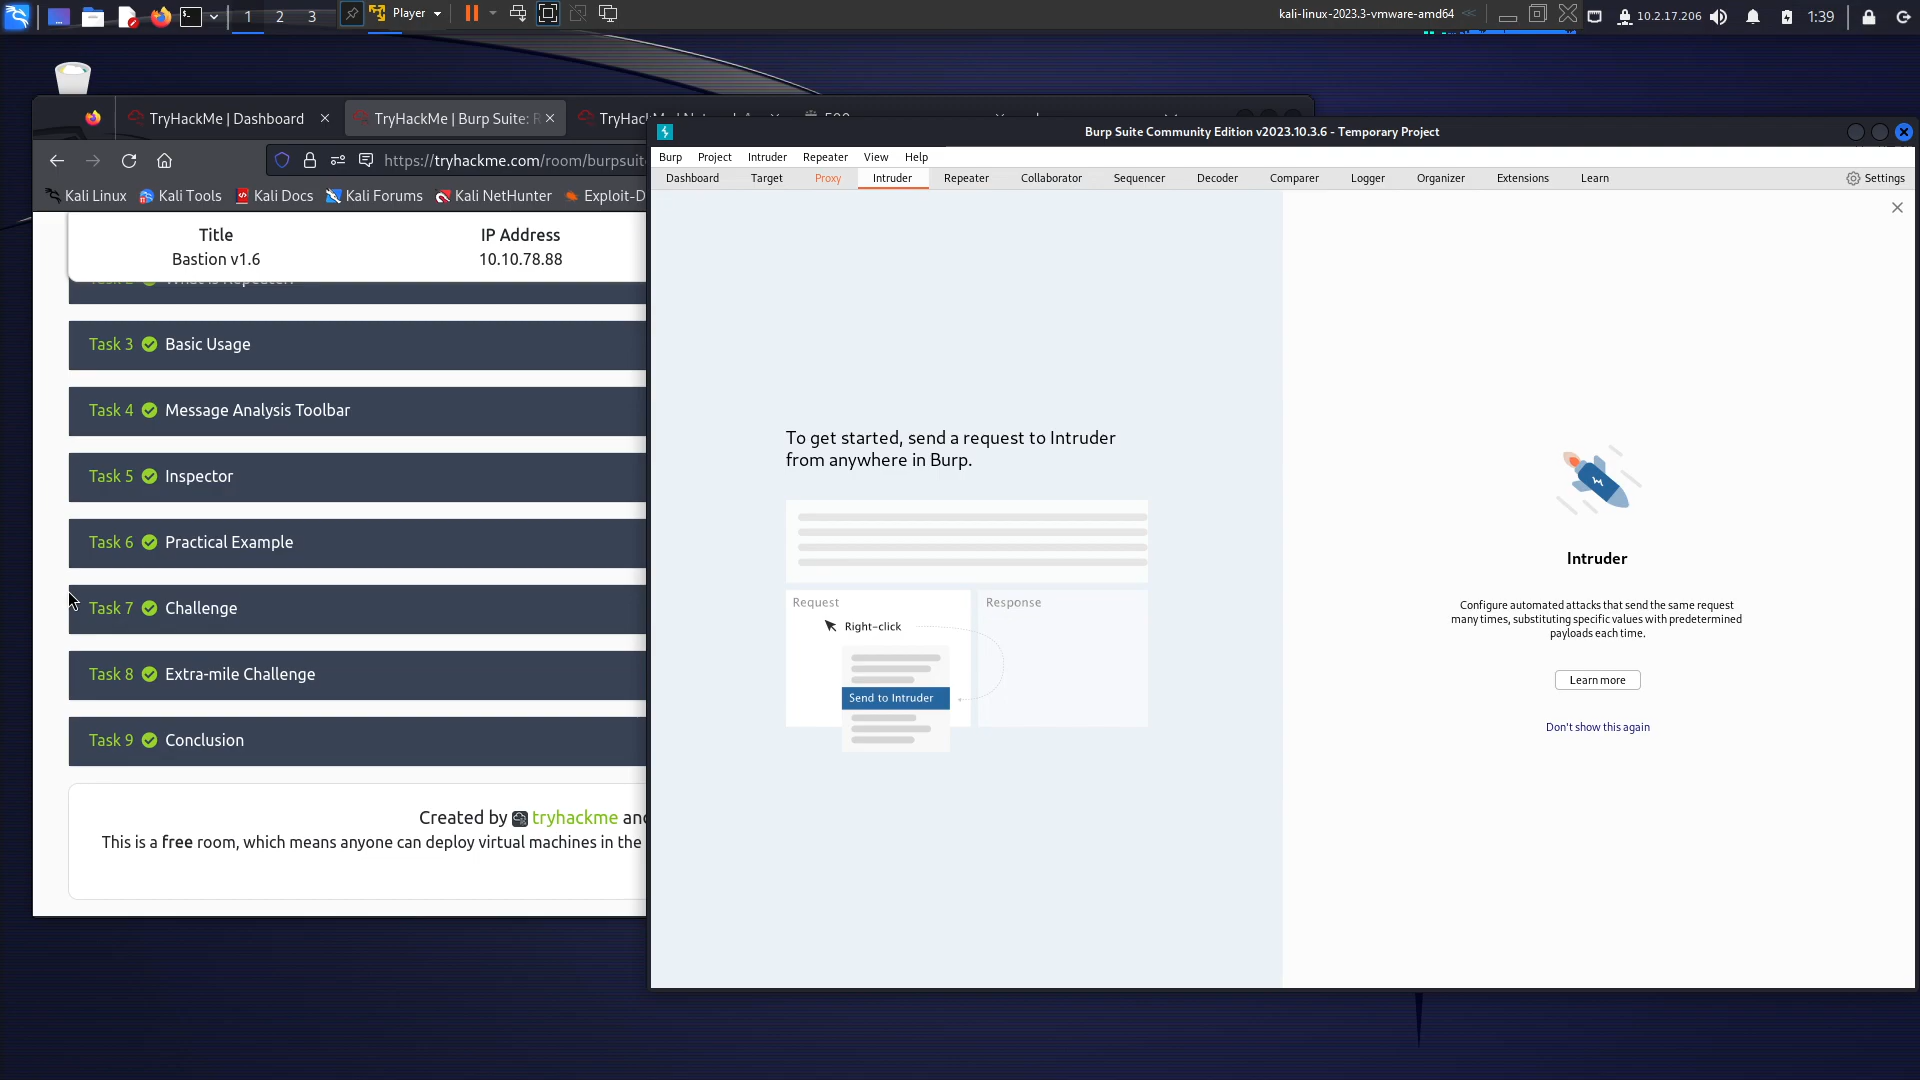 1 2 3 Player kali-linux-2023.3-vmware-amd64 10.2.17.206 1:39
TryHackMe | Dashboard TryHackMe | Burp Suite: R
Burp Suite Community Edition v2023.10.3.6 - Temporary Project
https://tryhackme.com/room/burpsuit
Kali Linux Kali Tools Kali Docs Kali Forums Kali NetHunter Exploit-D
Title IP Address
Bastion v1.6 10.10.78.88
Task 3 Basic Usage
Task 4 Message Analysis Toolbar
Task 5 Inspector
Task 6 Practical Example
Task 7 Challenge
Task 8 Extra-mile Challenge
Task 9 Conclusion
Created by tryhackme and
This is a free room, which means anyone can deploy virtual machines in the
Burp Project Intruder Repeater View Help
Dashboard Target Proxy Intruder Repeater Collaborator Sequencer Decoder Comparer Logger Organizer Extensions Learn Settings
To get started, send a request to Intruder
from anywhere in Burp.
Request Response
Right-click
Send to Intruder
Intruder
Configure automated attacks that send the same request
many times, substituting specific values with predetermined
payloads each time.
Learn more
Don't show this again